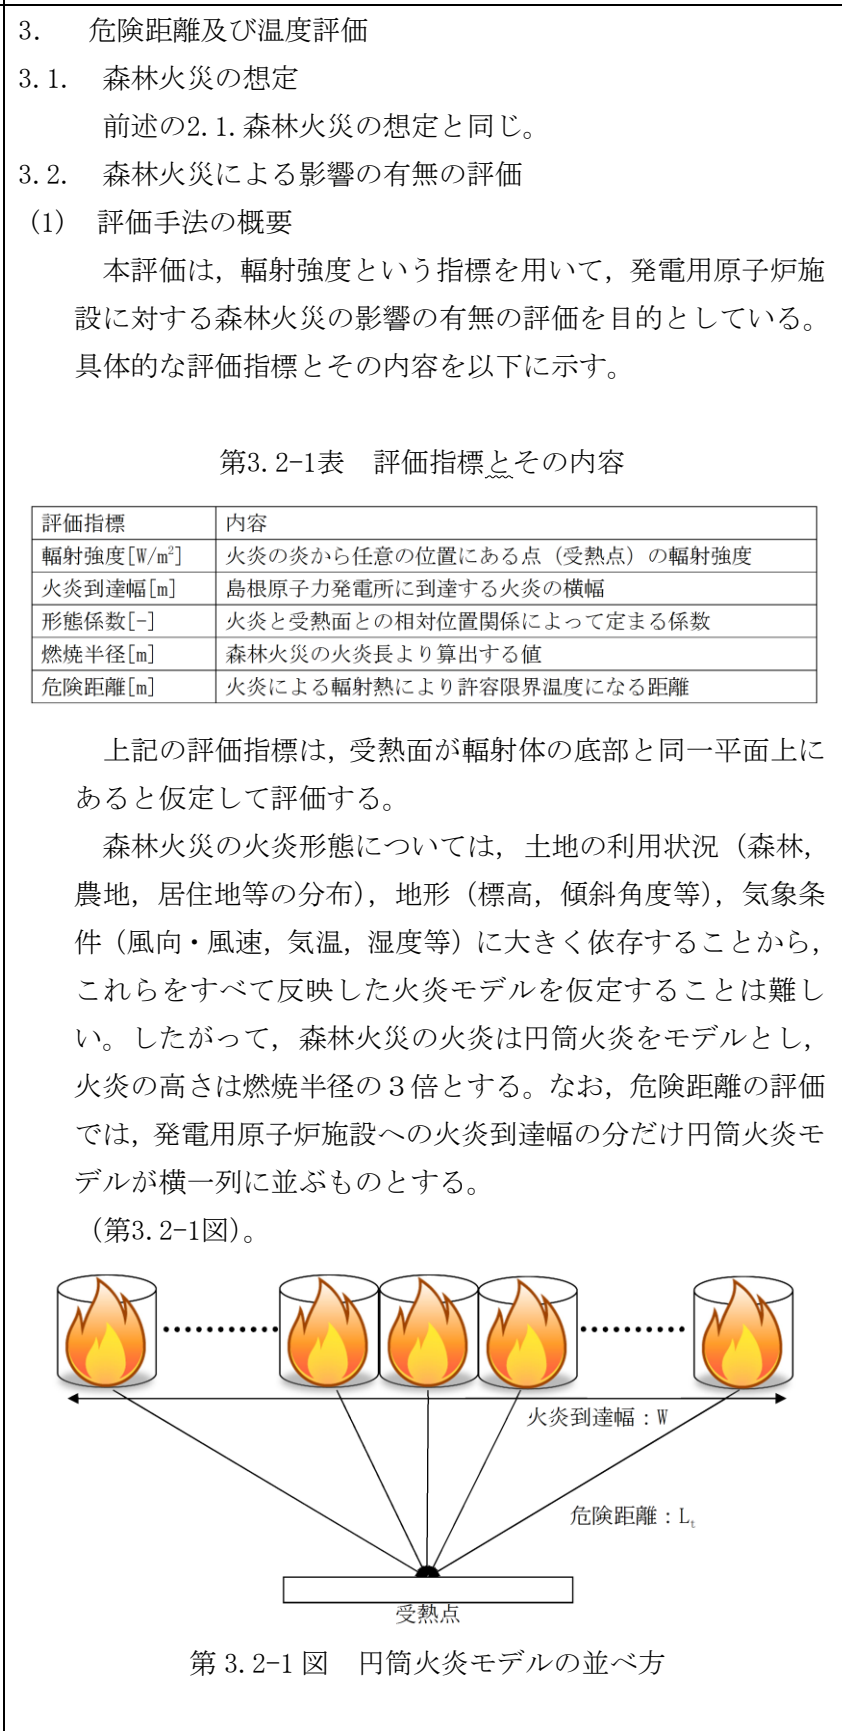 3.　危険距離及び温度評価
3.1.　森林火災の想定
前述の2.1.森林火災の想定と同じ。
3.2.　森林火災による影響の有無の評価
(1)　評価手法の概要
本評価は，輻射強度という指標を用いて，発電用原子炉施
設に対する森林火災の影響の有無の評価を目的としている。
具体的な評価指標とその内容を以下に示す。
第3.2-1表　評価指標とその内容
評価指標　内容
輻射強度[W/m²]　火炎の炎から任意の位置にある点（受熱点）の輻射強度
火炎到達幅[m]　島根原子力発電所に到達する火炎の横幅
形態係数[-]　火炎と受熱面との相対位置関係によって定まる係数
燃焼半径[m]　森林火災の火炎長より算出する値
危険距離[m]　火炎による輻射熱により許容限界温度になる距離
上記の評価指標は，受熱面が輻射体の底部と同一平面上に
あると仮定して評価する。
森林火災の火炎形態については，土地の利用状況（森林，
農地，居住地等の分布），地形（標高，傾斜角度等），気象条
件（風向・風速，気温，湿度等）に大きく依存することから，
これらをすべて反映した火炎モデルを仮定することは難し
い。したがって，森林火災の火炎は円筒火炎をモデルとし，
火炎の高さは燃焼半径の３倍とする。なお，危険距離の評価
では，発電用原子炉施設への火炎到達幅の分だけ円筒火炎モ
デルが横一列に並ぶものとする。
（第3.2-1図）。
火炎到達幅：W
危険距離：Lt
受熱点
第 3.2-1 図　円筒火炎モデルの並べ方